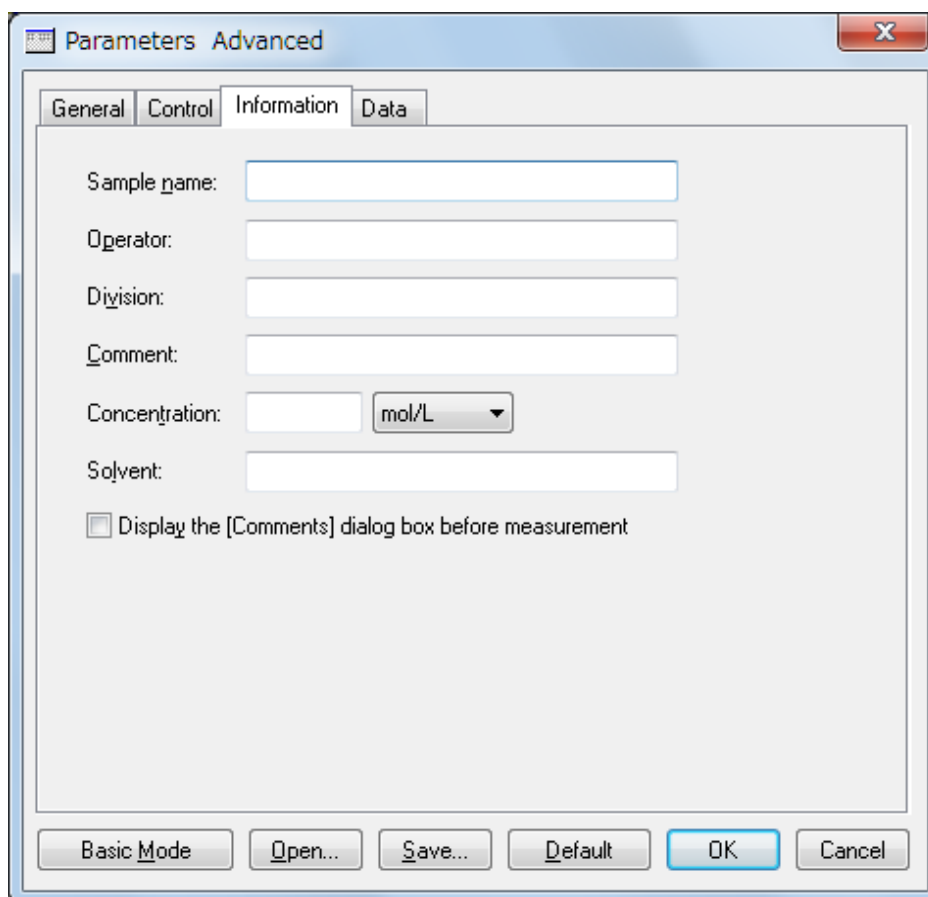 Parameters Advanced
General Control Information Data
Sample name:
Operator:
Division:
Comment:
Concentration: mol/L
Solvent:
Display the [Comments] dialog box before measurement
Basic Mode Open... Save... Default OK Cancel